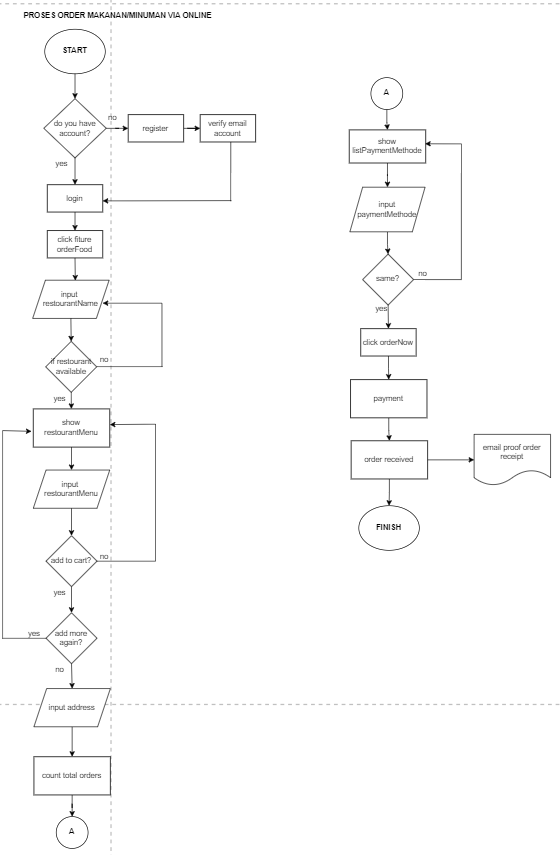 PROSES ORDER MAKANAN/MINUMAN VIA ONLINE
START
do you have
account?
no
register
verify email
account
yes
login
click fiture
orderFood
input
restourantName
if restourant
available
no
yes
show
restourantMenu
input
restourantMenu
add to cart?
no
yes
add more
again?
yes
no
input address
count total orders
A
A
show
listPaymentMethode
input
paymentMethode
same?
no
yes
click orderNow
payment
order received
email proof order
receipt
FINISH